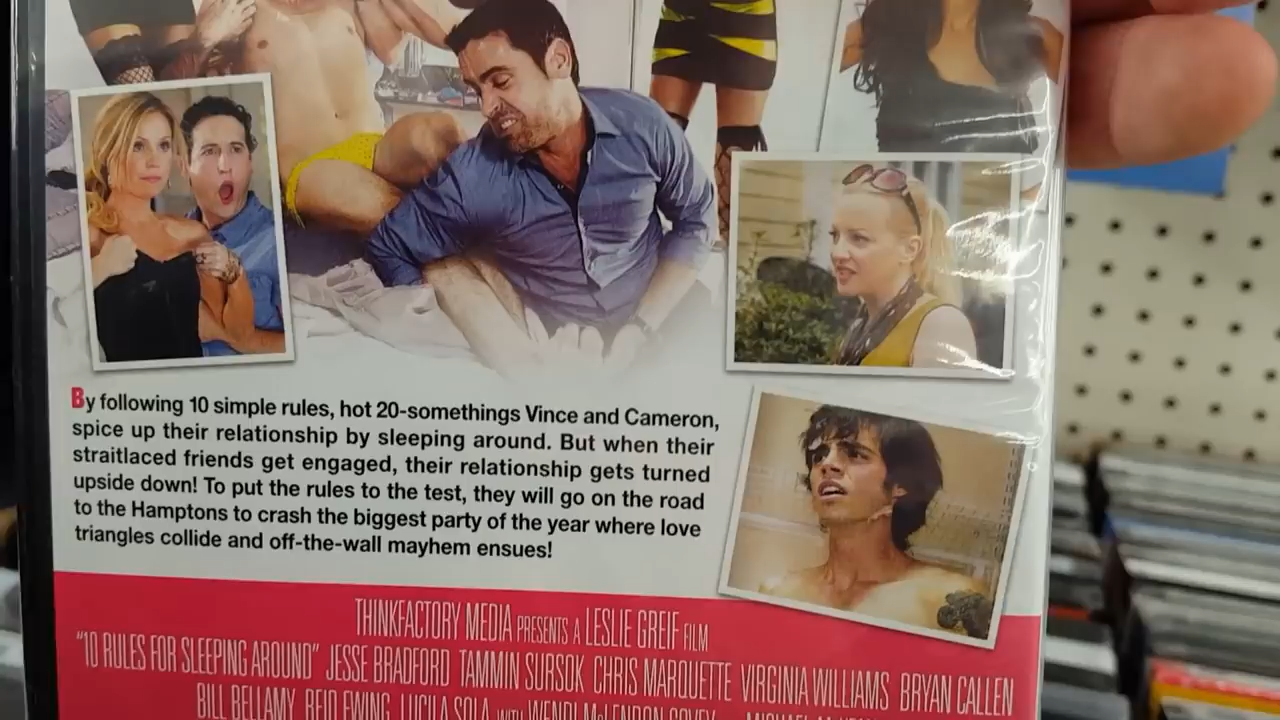 By following 10 simple rules, hot 20-somethings Vince and Cameron,
spice up their relationship by sleeping around. But when their
straitlaced friends get engaged, their relationship gets turned
upside down! To put the rules to the test, they will go on the road
to the Hamptons to crash the biggest party of the year where love
triangles collide and off-the-wall mayhem ensues!
THINKFACTORY MEDIA PRESENTS A LESLIE GREIF FILM
"10 RULES FOR SLEEPING AROUND" JESSE BRADFORD TAMMIN SURSOK CHRIS MARQUETTE VIRGINIA WILLIAMS BRYAN CALLEN
BILL BELLAMY REID EWING LUCILA SOLA WITH WENDI McLENDON-COVEY